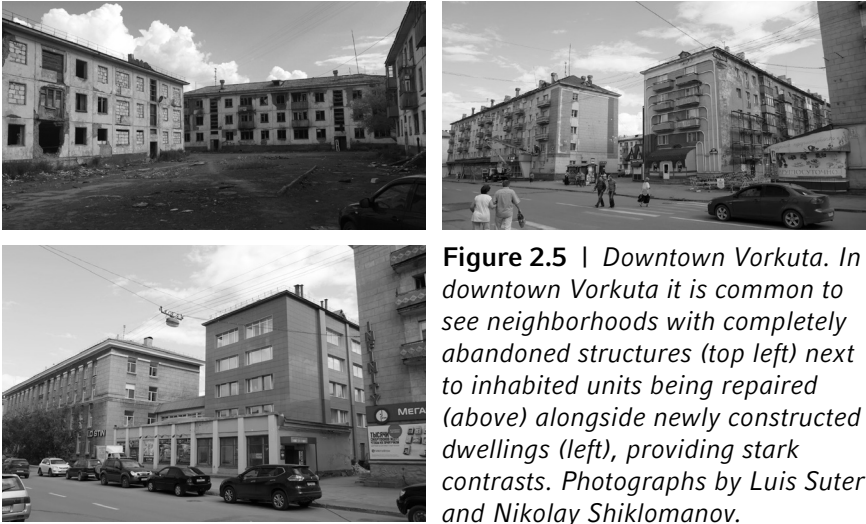 МЕГА
ТЫСЯЧИ
Figure 2.5 | Downtown Vorkuta. In
downtown Vorkuta it is common to
see neighborhoods with completely
abandoned structures (top left) next
to inhabited units being repaired
(above) alongside newly constructed
dwellings (left), providing stark
contrasts. Photographs by Luis Suter
and Nikolay Shiklomanov.